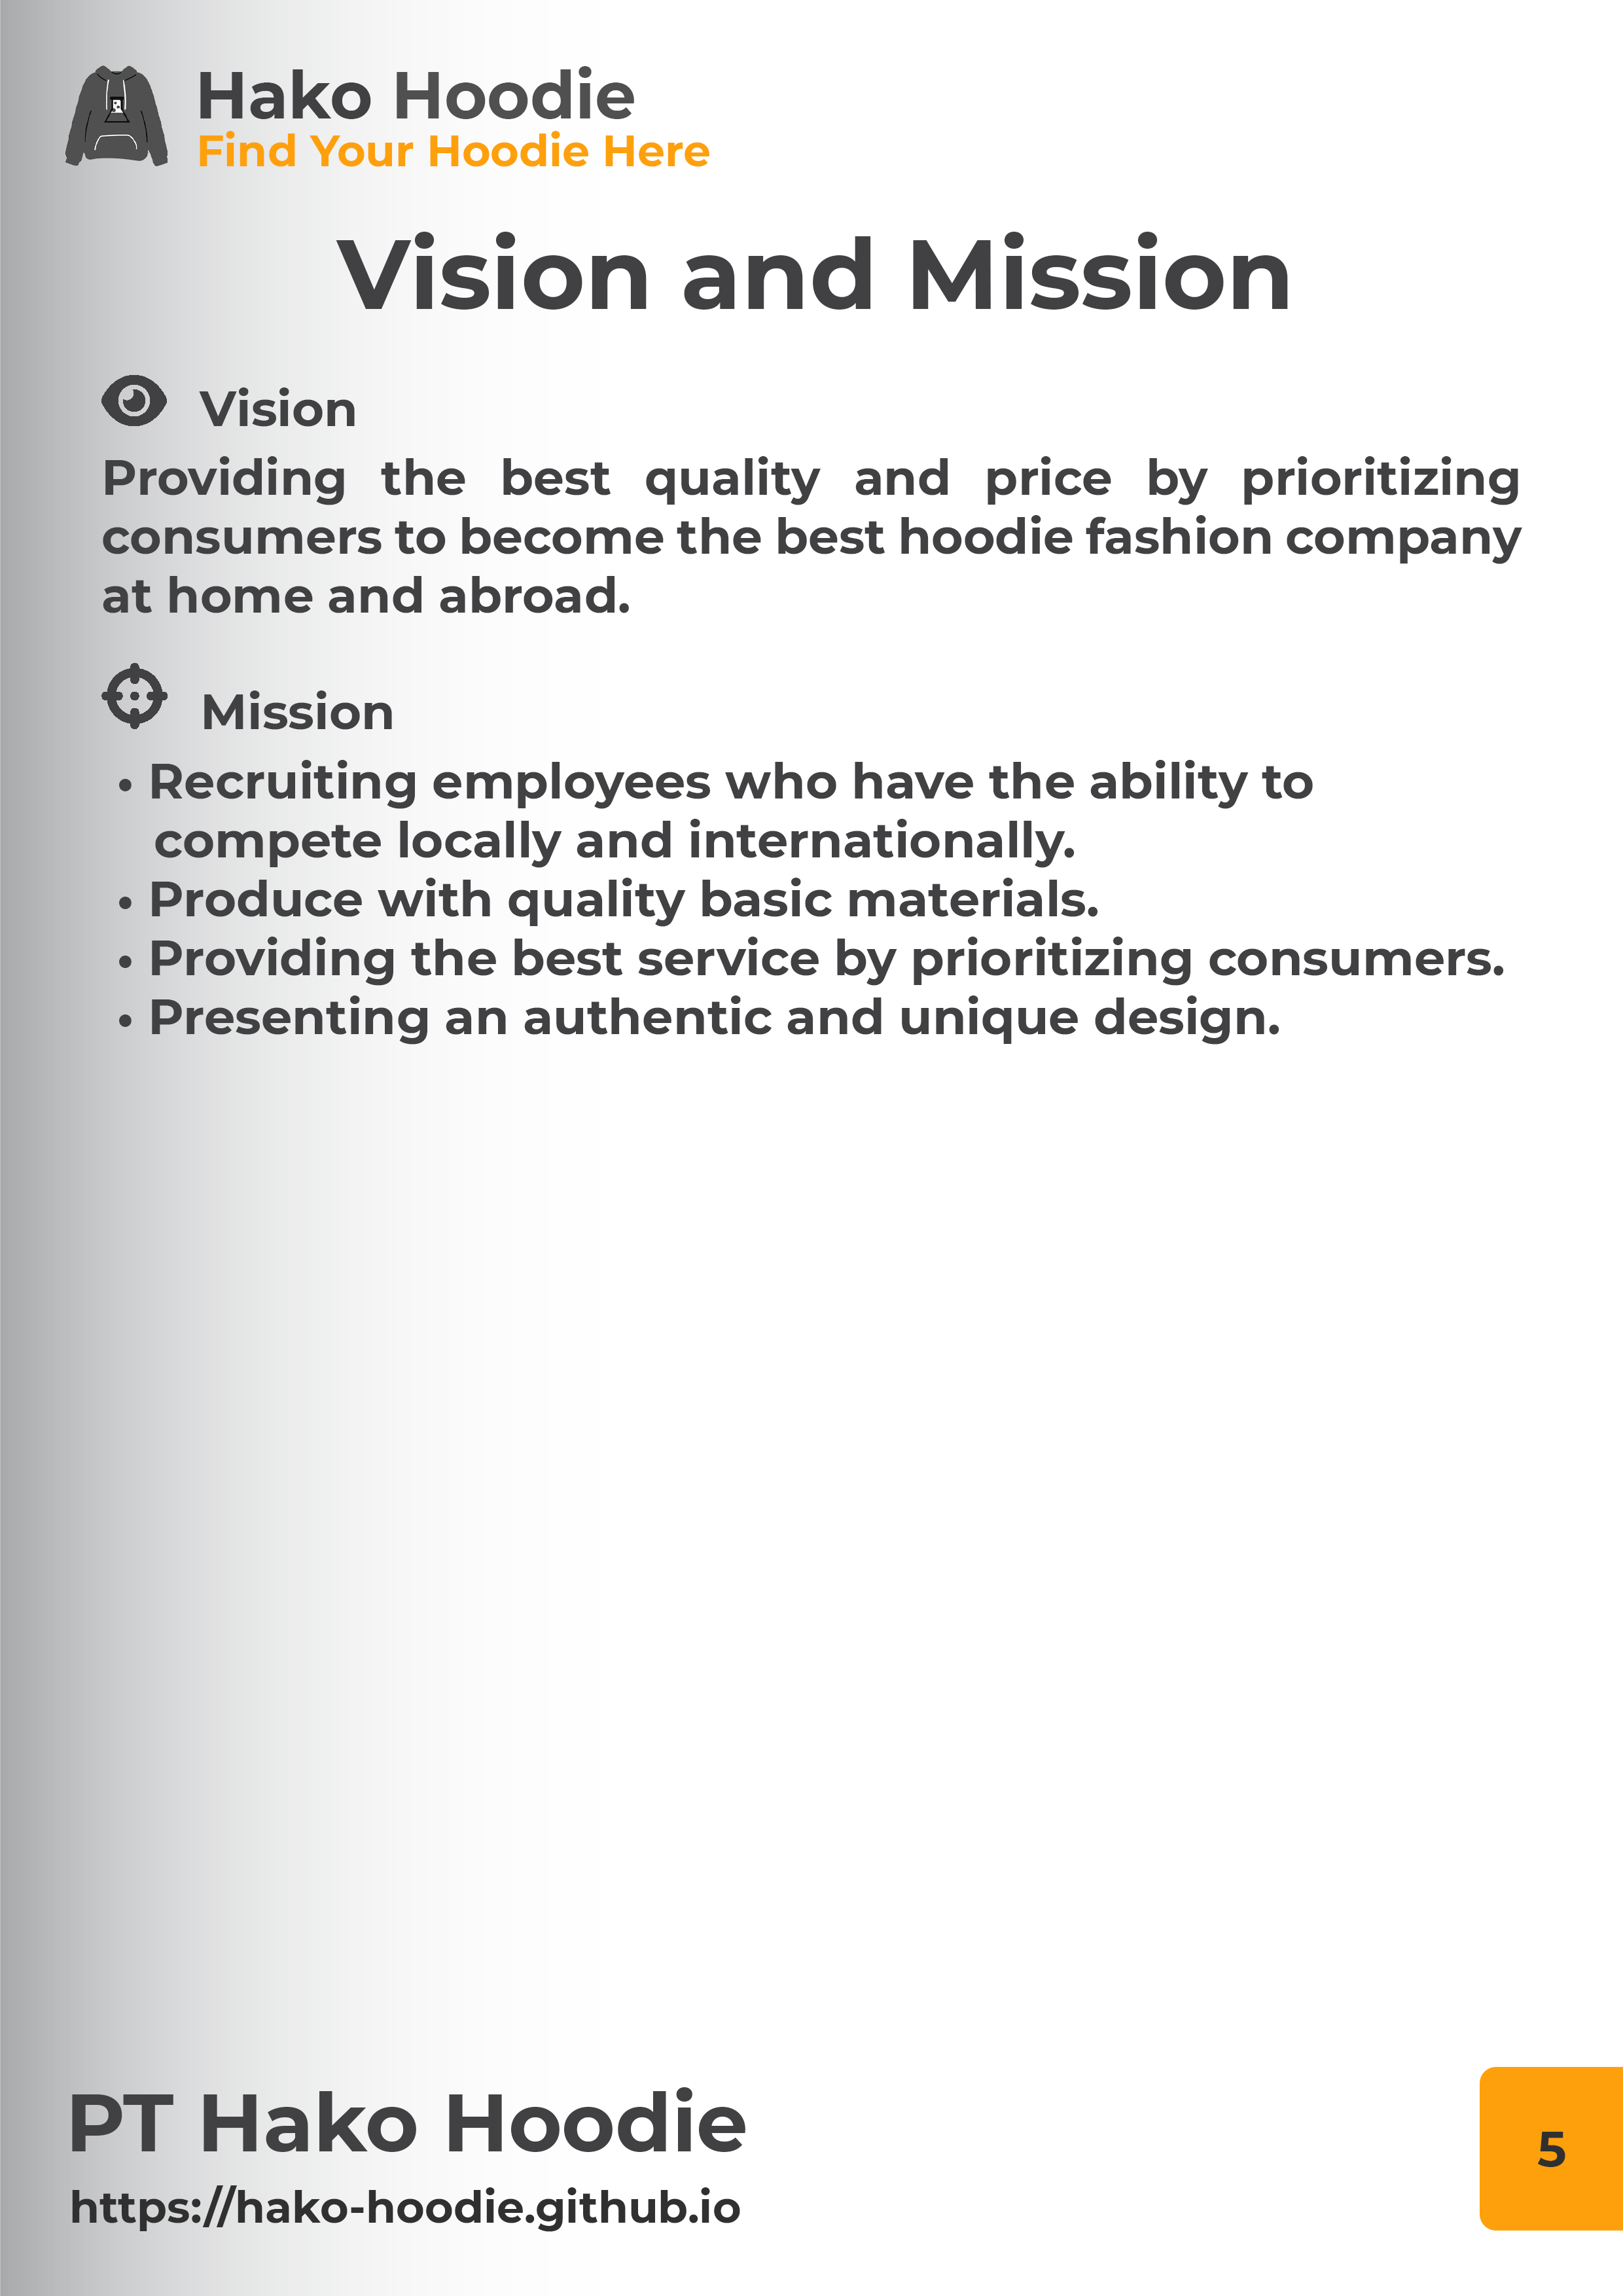 Hako Hoodie
Find Your Hoodie Here
Vision and Mission
Vision
Providing the best quality and price by prioritizing
consumers to become the best hoodie fashion company
at home and abroad.
Mission
• Recruiting employees who have the ability to
compete locally and internationally.
• Produce with quality basic materials.
• Providing the best service by prioritizing consumers.
• Presenting an authentic and unique design.
PT Hako Hoodie
https://hako-hoodie.github.io
5